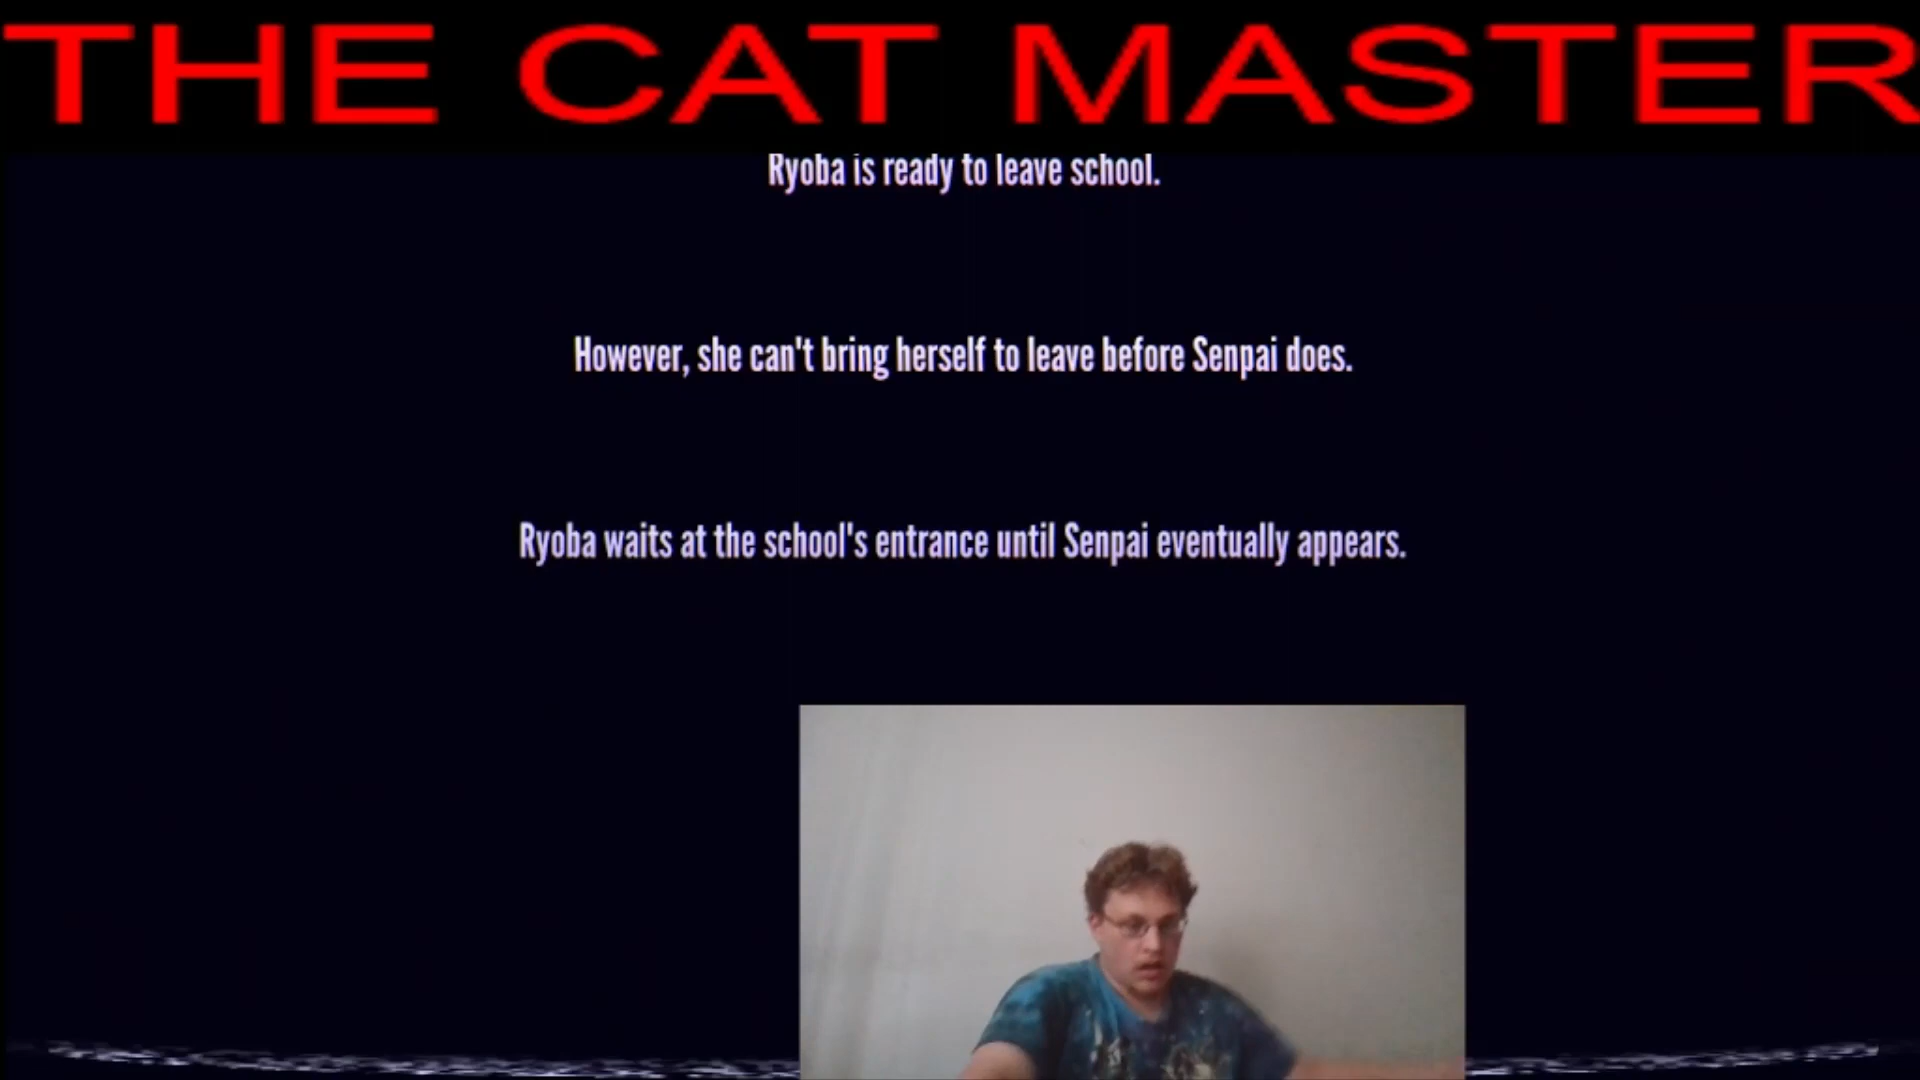 THE CAT MASTER
Ryoba is ready to leave school.
However, she can't bring herself to leave before Senpai does.
Ryoba waits at the school's entrance until Senpai eventually appears.